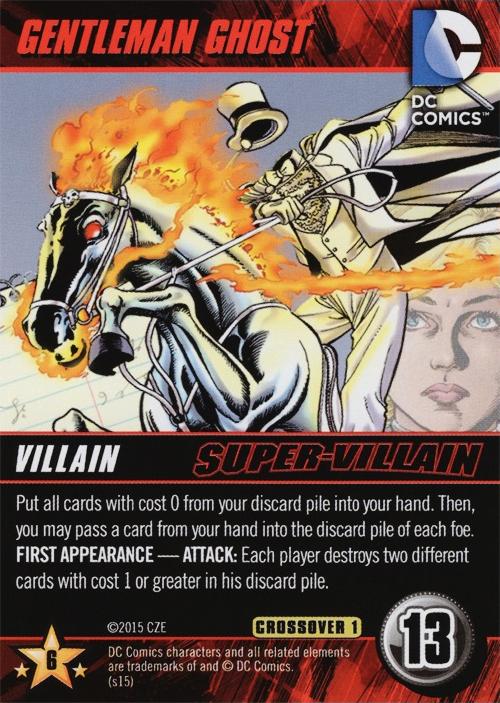 GENTLEMAN GHOST
DC
DC
COMICS™
VILLAIN
SUPER-VILLAIN
Put all cards with cost 0 from your discard pile into your hand. Then,
you may pass a card from your hand into the discard pile of each foe.
FIRST APPEARANCE — ATTACK: Each player destroys two different
cards with cost 1 or greater in his discard pile.
©2015 CZE
CROSSOVER 1
13
6
DC Comics characters and all related elements
are trademarks of and © DC Comics.
(s15)